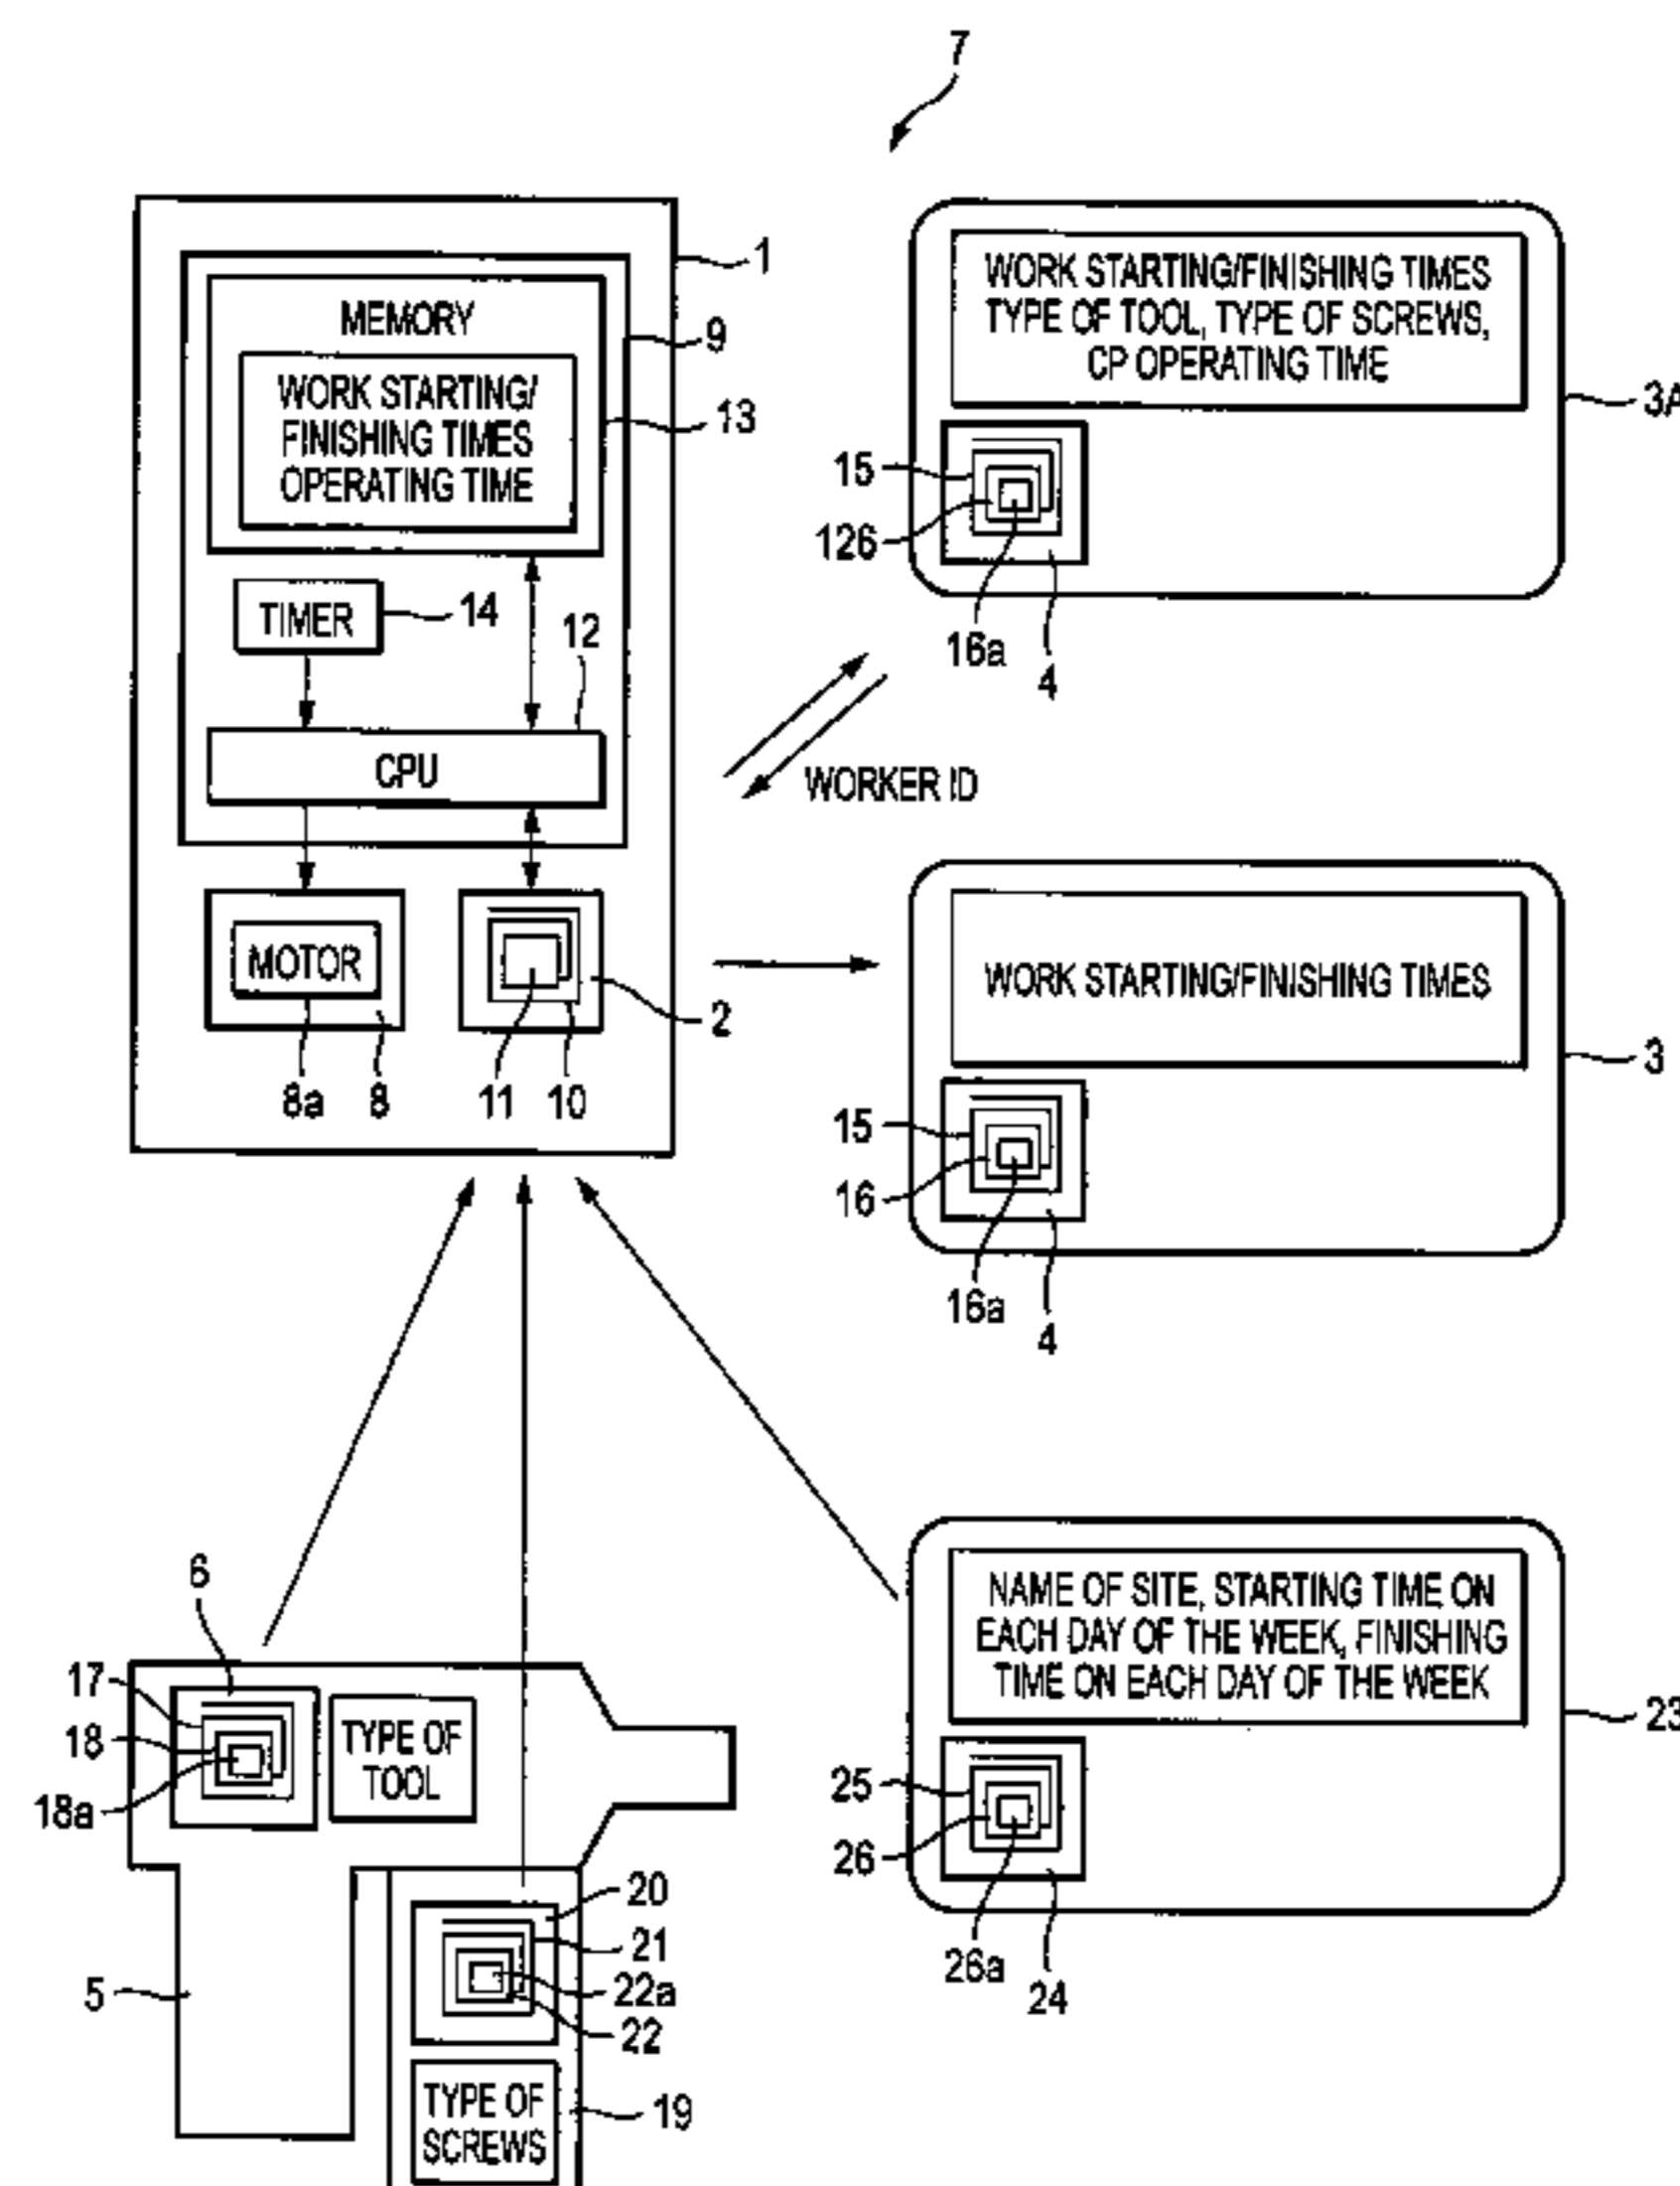 7
1
MEMORY
9
WORK STARTING/
FINISHING TIMES
OPERATING TIME
13
TIMER
14
12
CPU
MOTOR
2
8a
8
11
10
WORK STARTING/FINISHING TIMES
TYPE OF TOOL, TYPE OF SCREWS,
CP OPERATING TIME
3A
15
126
16a
4
WORKER ID
WORK STARTING/FINISHING TIMES
3
15
16
16a
4
6
17
18
18a
TYPE OF
TOOL
5
20
21
22a
22
TYPE OF
SCREWS
19
NAME OF SITE, STARTING TIME ON
EACH DAY OF THE WEEK, FINISHING
TIME ON EACH DAY OF THE WEEK
23
25
26
26a
24